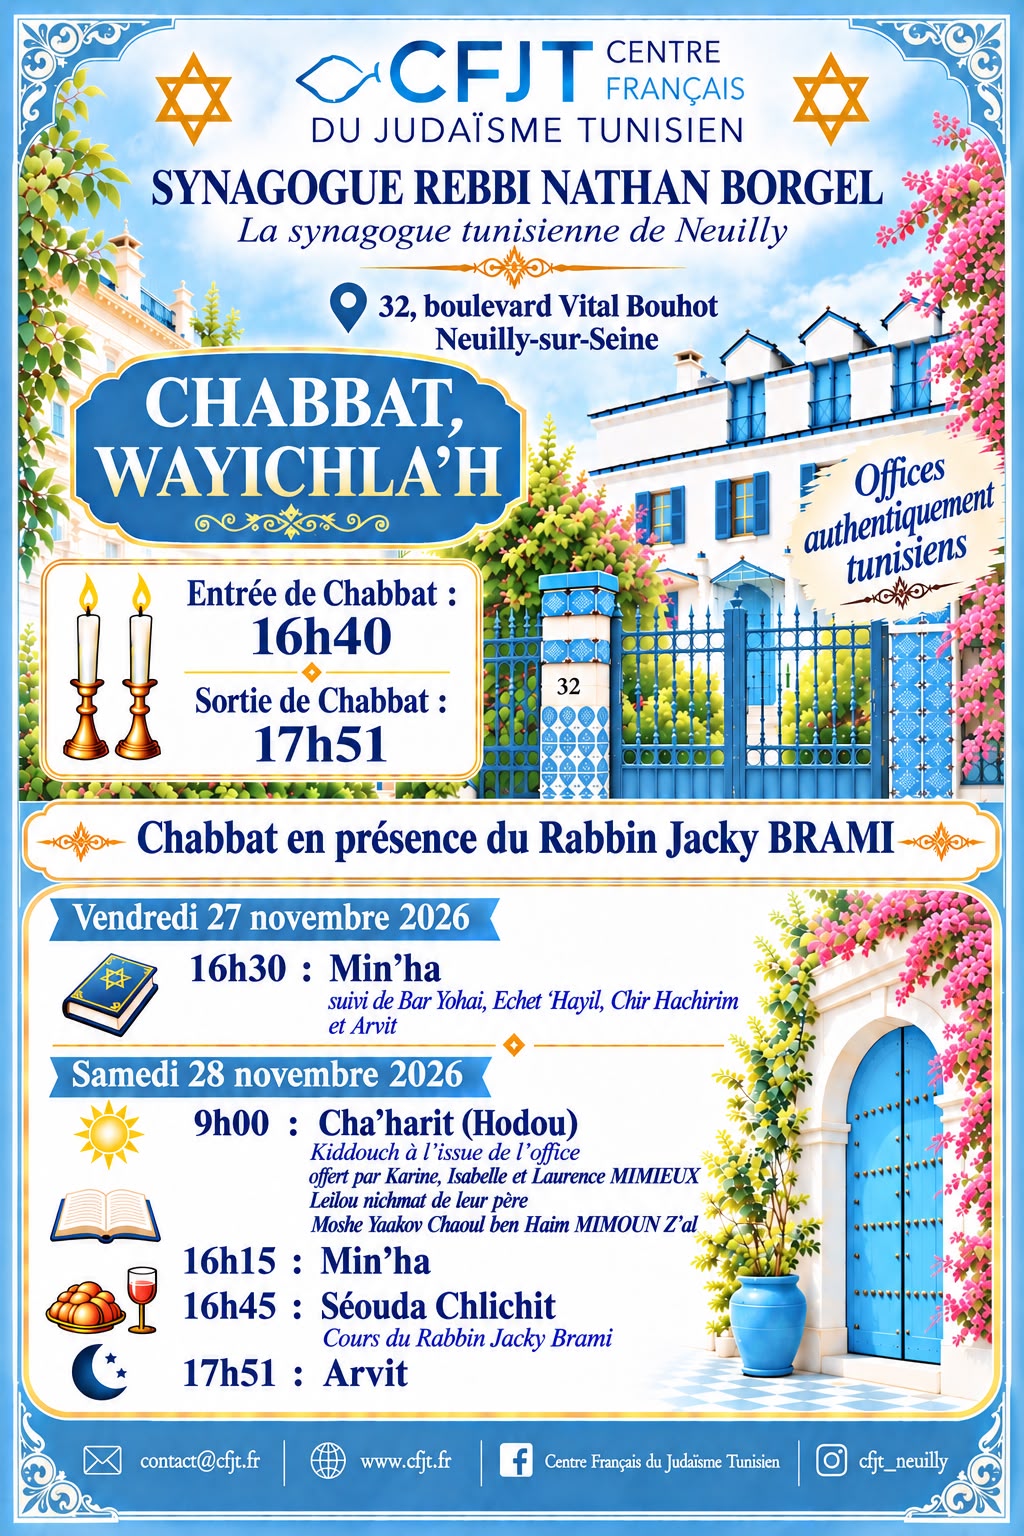 CFJT CENTRE
FRANÇAIS
DU JUDAÏSME TUNISIEN
SYNAGOGUE REBBI NATHAN BORGEL
La synagogue tunisienne de Neuilly
32, boulevard Vital Bouhot
Neuilly-sur-Seine
CHABBAT,
WAYICHLA’H
Offices
authentiquement
tunisiens
Entrée de Chabbat :
16h40
Sortie de Chabbat :
17h51
32
Chabbat en présence du Rabbin Jacky BRAMI
Vendredi 27 novembre 2026
16h30 : Min’ha
suivi de Bar Yohai, Echet ‘Hayil, Chir Hachirim
et Arvit
Samedi 28 novembre 2026
9h00 : Cha’harit (Hodou)
Kiddouch à l’issue de l’office
offert par Karine, Isabelle et Laurence MIMIEUX
Leilou nichmat de leur père
Moshe Yaakov Chaoul ben Haim MIMOUN Z’al
16h15 : Min’ha
16h45 : Séouda Chlichit
Cours du Rabbin Jacky Brami
17h51 : Arvit
contact@cfjt.fr
www.cfjt.fr
Centre Français du Judaïsme Tunisien
cfjt_neuilly